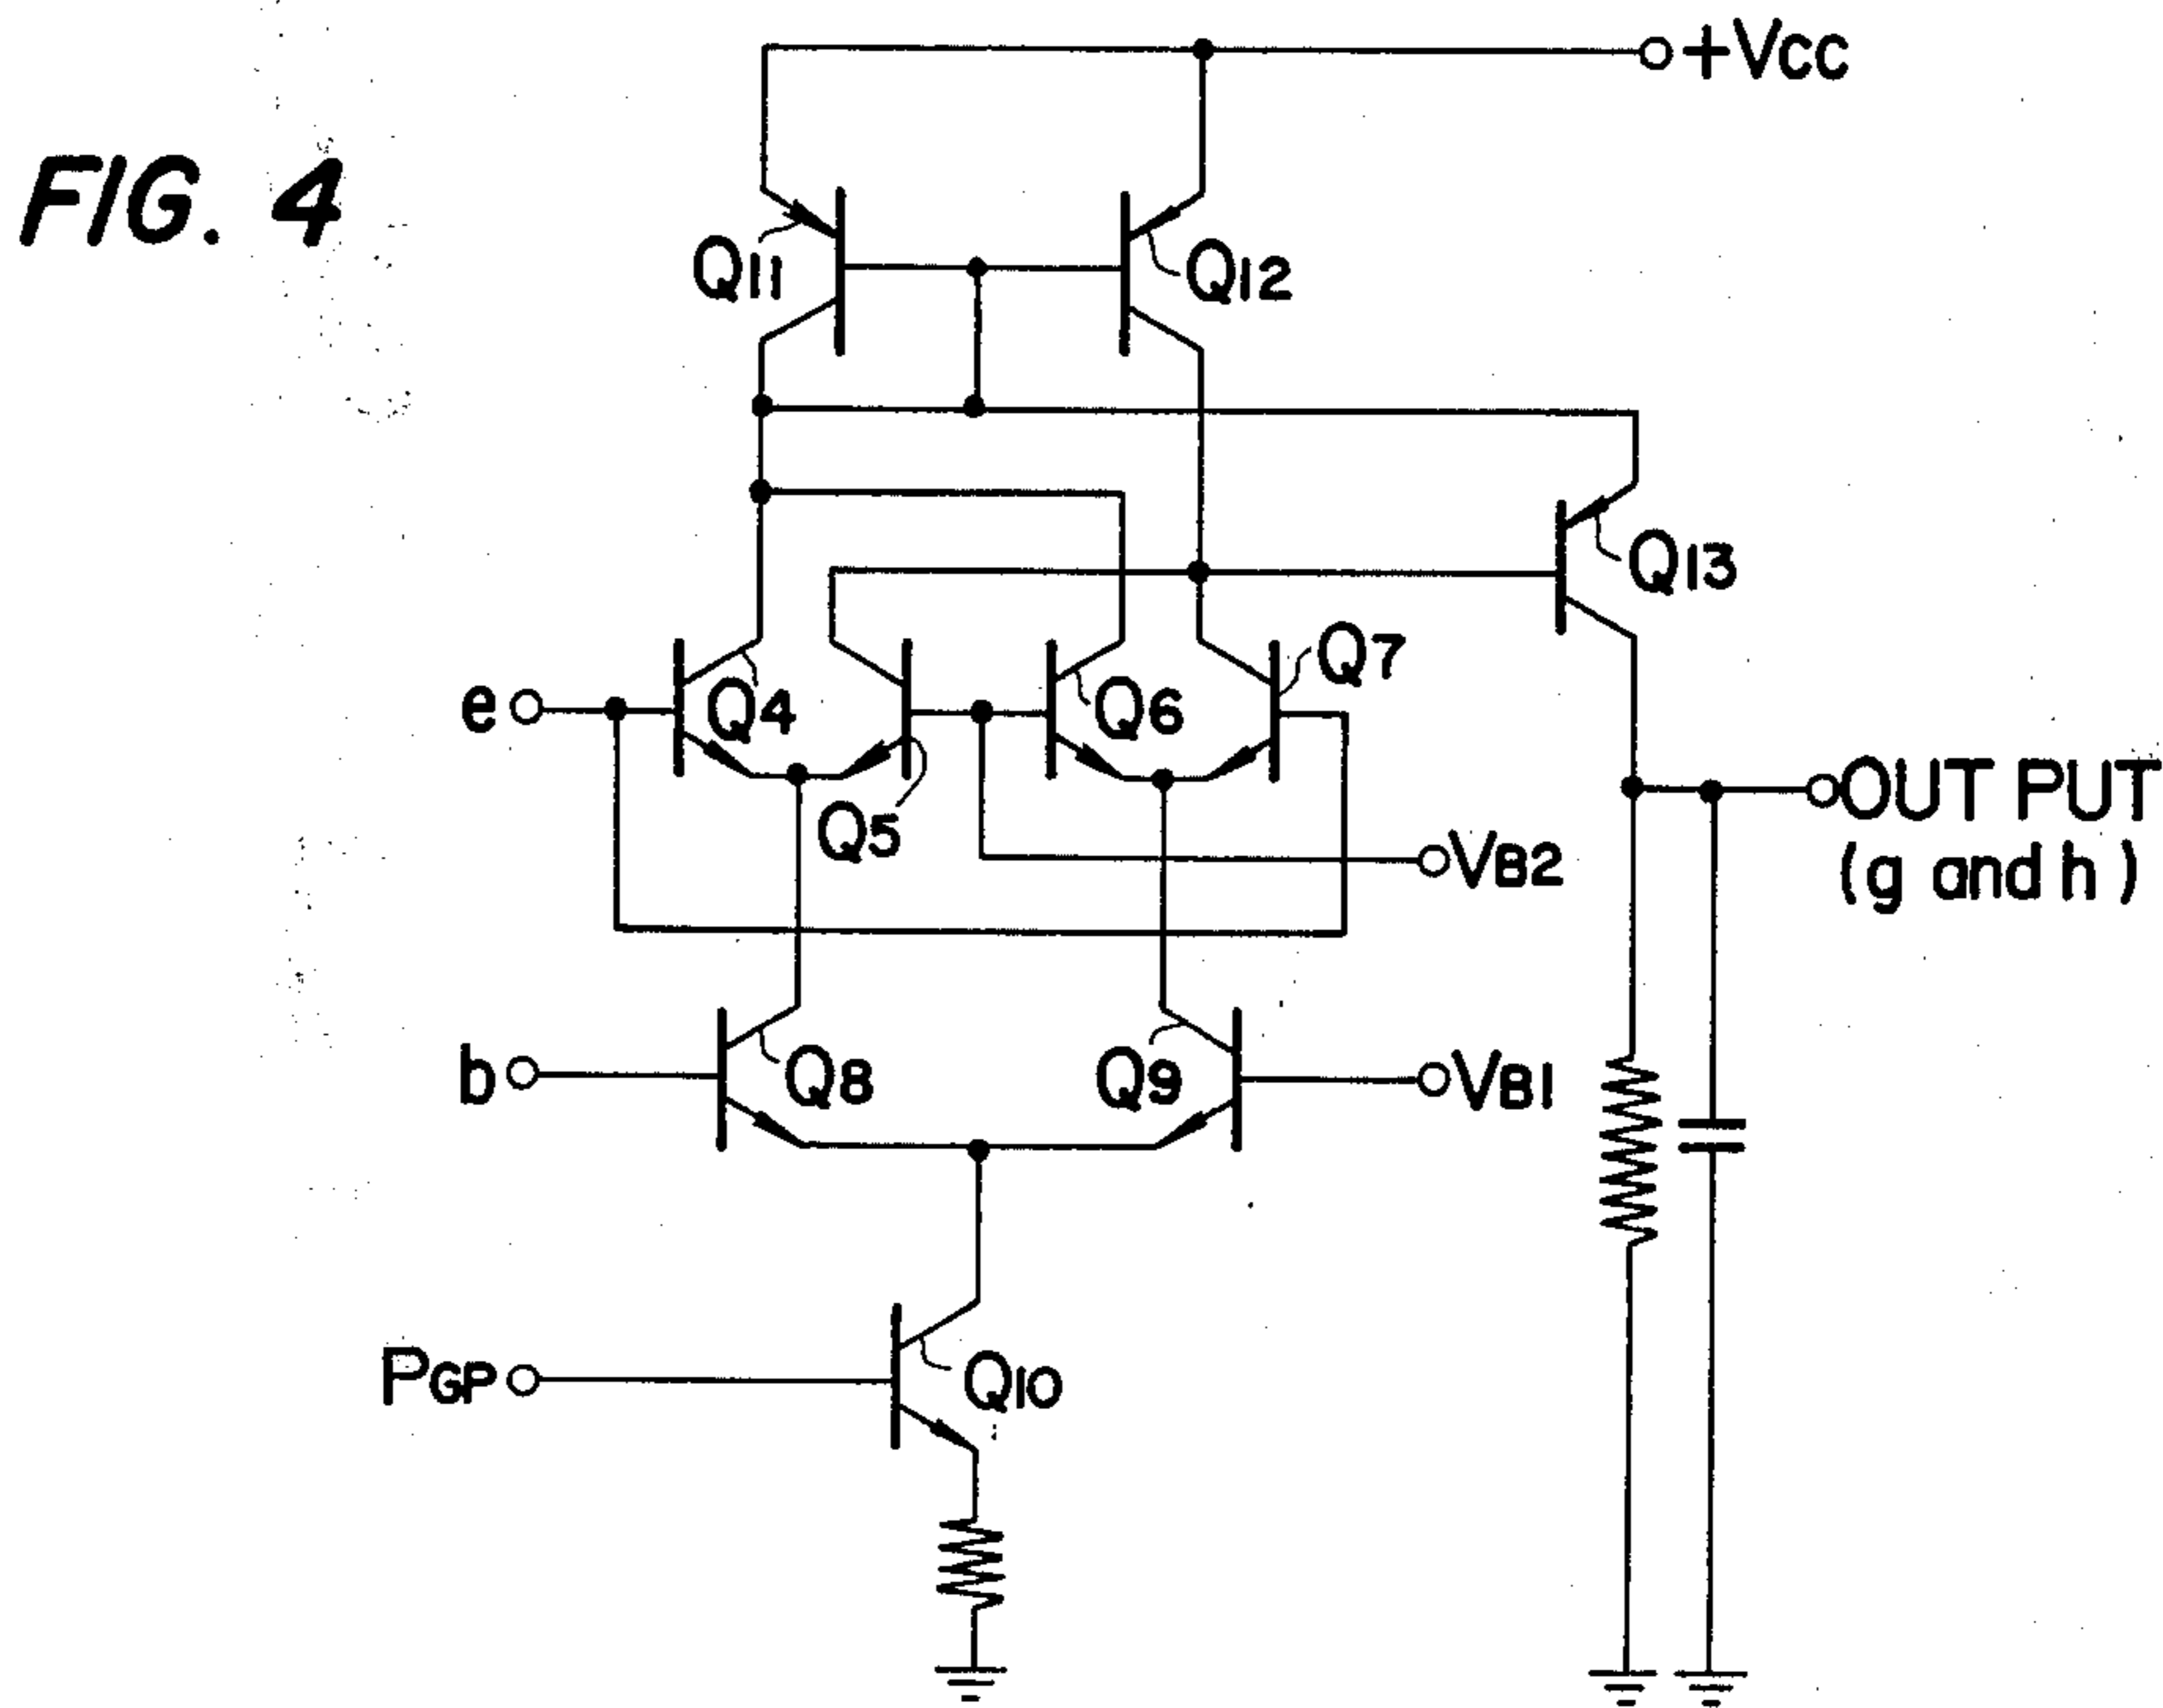 FIG. 4
+Vcc
Q11
Q12
Q13
e
Q4
Q5
Q6
Q7
OUT PUT
(g and h)
VB2
b
Q8
Q9
VB1
PGP
Q10